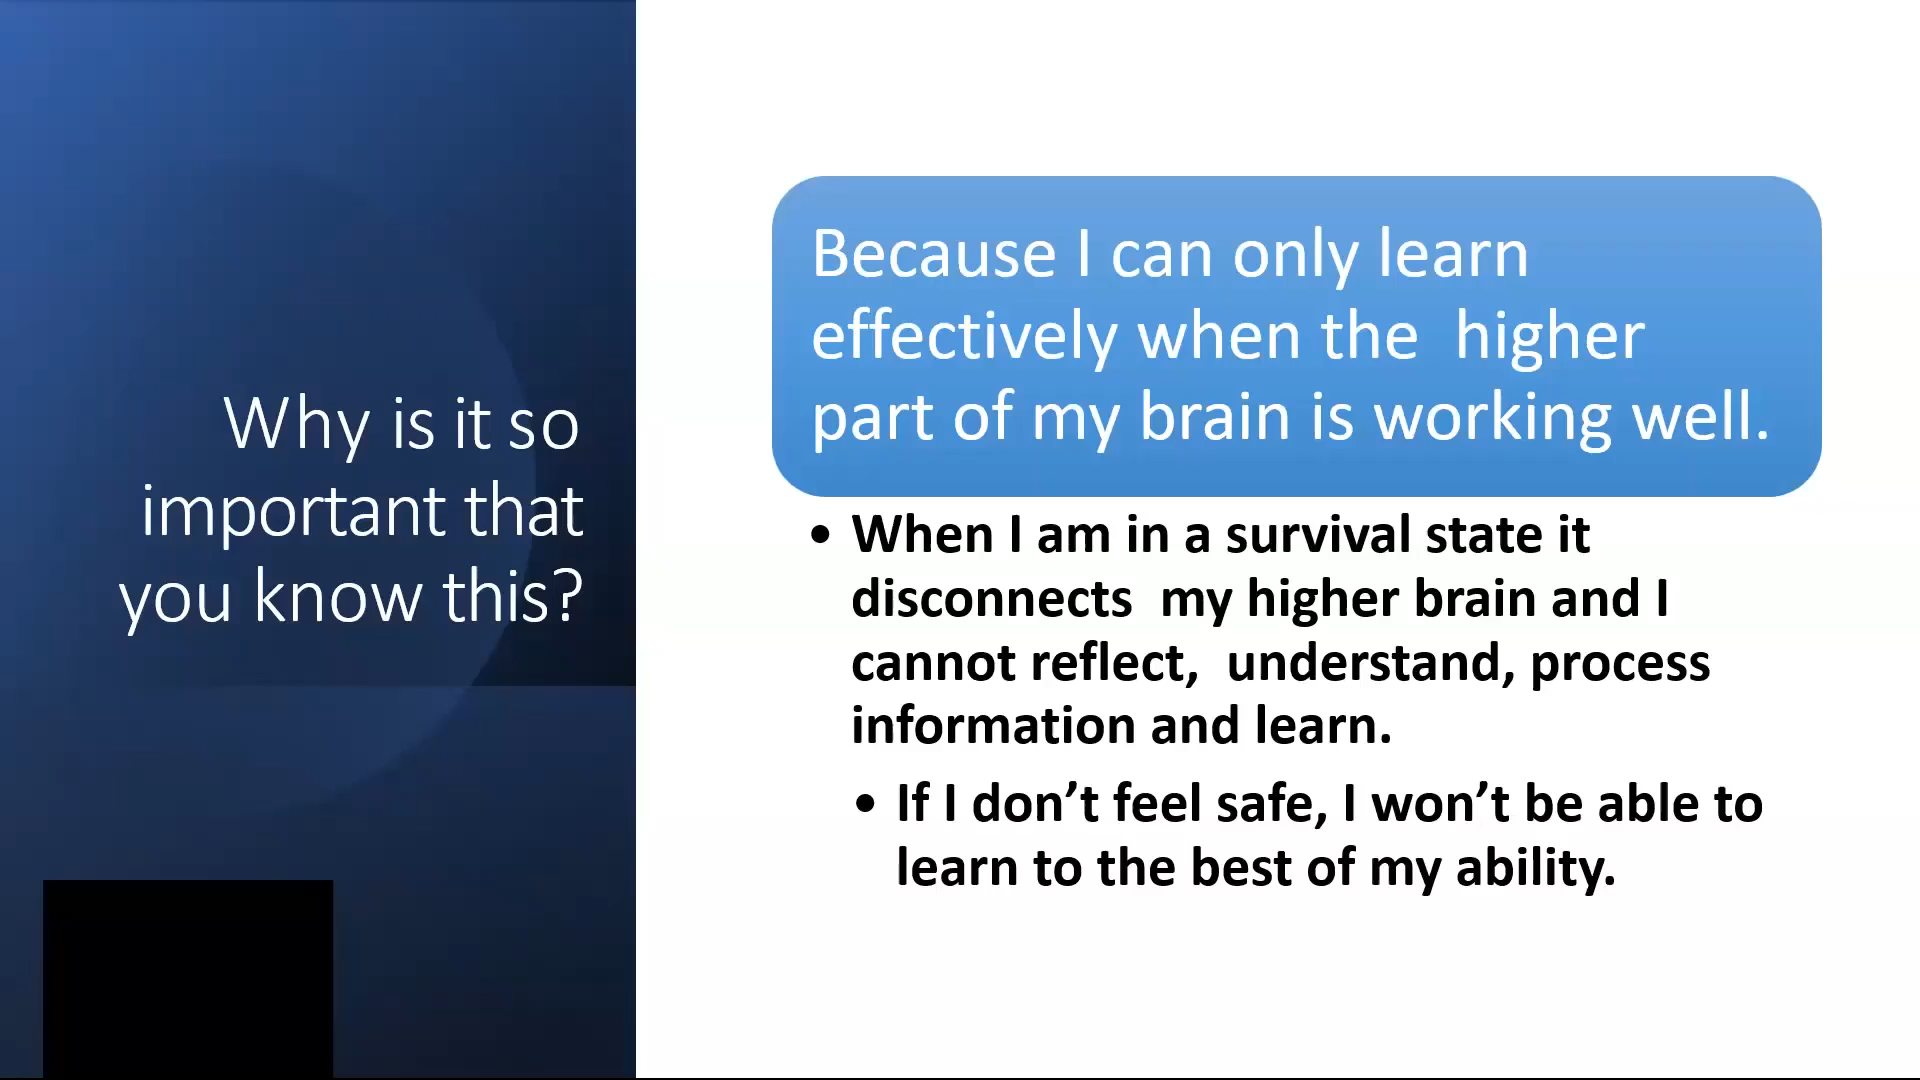 Why is it so
important that
you know this?
Because I can only learn
effectively when the  higher
part of my brain is working well.
• When I am in a survival state it
disconnects  my higher brain and I
cannot reflect,  understand, process
information and learn.
• If I don’t feel safe, I won’t be able to
learn to the best of my ability.